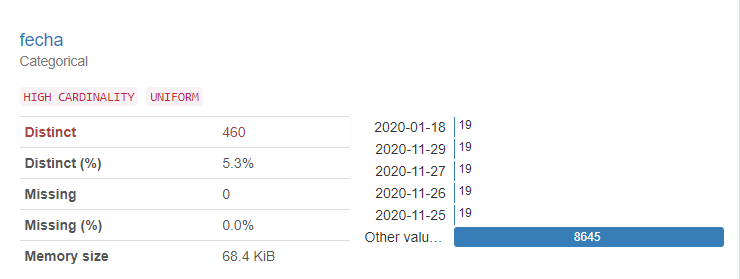 fecha
Categorical
HIGH CARDINALITY UNIFORM
Distinct 460
Distinct (%) 5.3%
Missing 0
Missing (%) 0.0%
Memory size 68.4 KiB
2020-01-18 19
2020-11-29 19
2020-11-27 19
2020-11-26 19
2020-11-25 19
Other valu... 8645